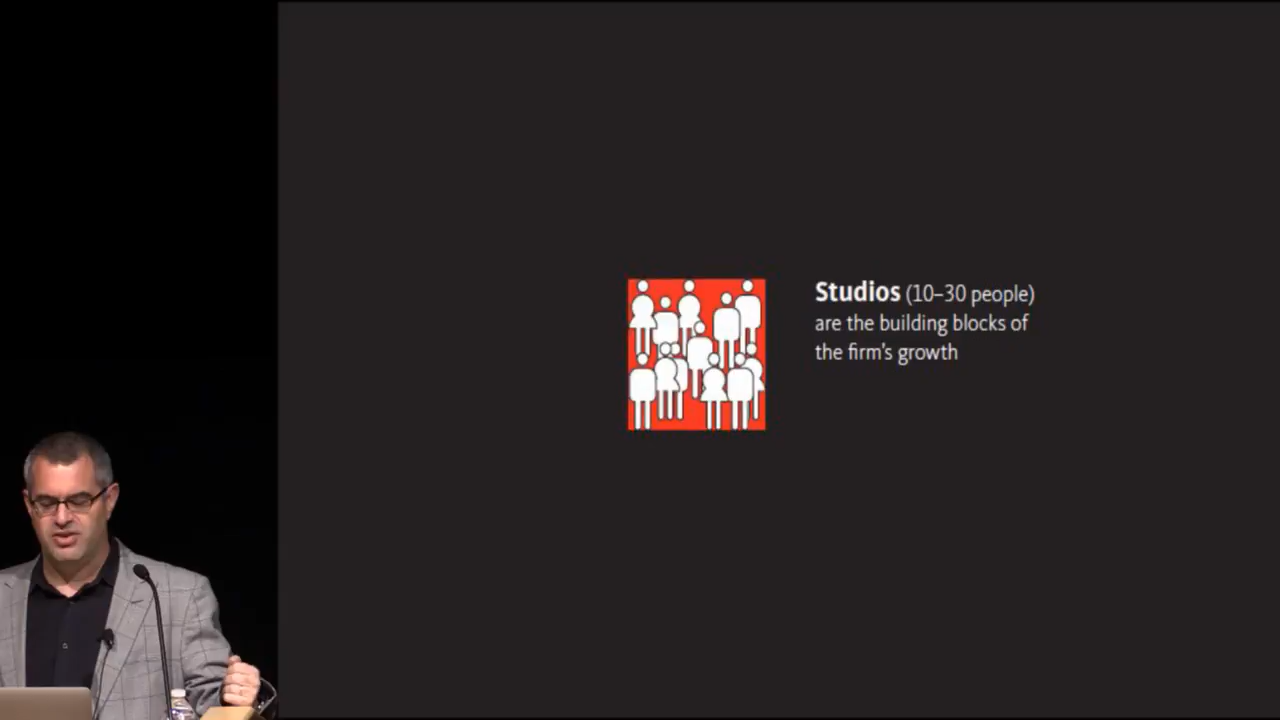 Studios (10–30 people)
are the building blocks of
the firm's growth